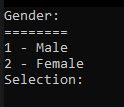 Gender:
========
1 - Male
2 - Female
Selection: